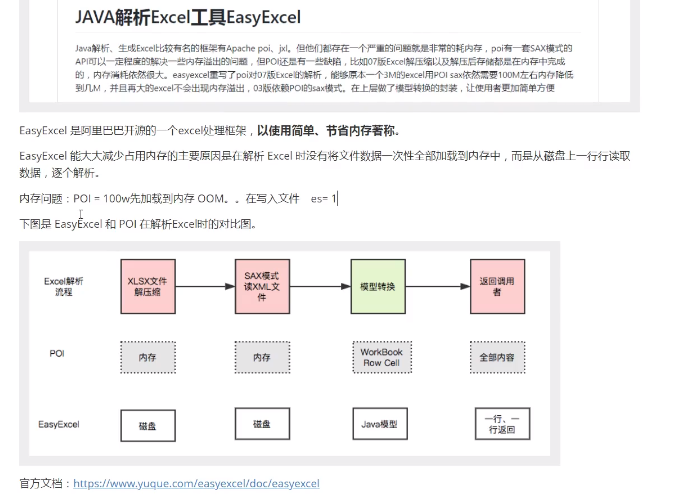 JAVA解析Excel工具EasyExcel
Java解析、生成Excel比较有名的框架有Apache poi、jxl。但他们都存在一个严重的问题就是非常的耗内存，poi有一套SAX模式的
API可以一定程度的解决一些内存溢出的问题，但POI还是有一些缺陷，比如07版Excel解压缩以及解压后存储都是在内存中完成
的，内存消耗依然很大。easyexcel重写了poi对07版Excel的解析，能够原本一个3M的excel用POI sax依然需要100M左右内存降低
到几M，并且再大的excel不会出现内存溢出，03版依赖POI的sax模式。在上层做了模型转换的封装，让使用者更加简单方便
EasyExcel 是阿里巴巴开源的一个excel处理框架，以使用简单、节省内存著称。
EasyExcel 能大大减少占用内存的主要原因是在解析 Excel 时没有将文件数据一次性全部加载到内存中，而是从磁盘上一行行读取
数据，逐个解析。
内存问题：POI = 100w先加载到内存 OOM。。在写入文件 es= 1
下图是 EasyExcel 和 POI 在解析Excel时的对比图。
Excel解析
流程
XLSX文件
解压缩
SAX模式
读XML文
件
模型转换
返回调用
者
POI
内存
内存
WorkBook
Row Cell
全部内容
EasyExcel
磁盘
磁盘
Java模型
一行、一
行返回
官方文档：https://www.yuque.com/easyexcel/doc/easyexcel